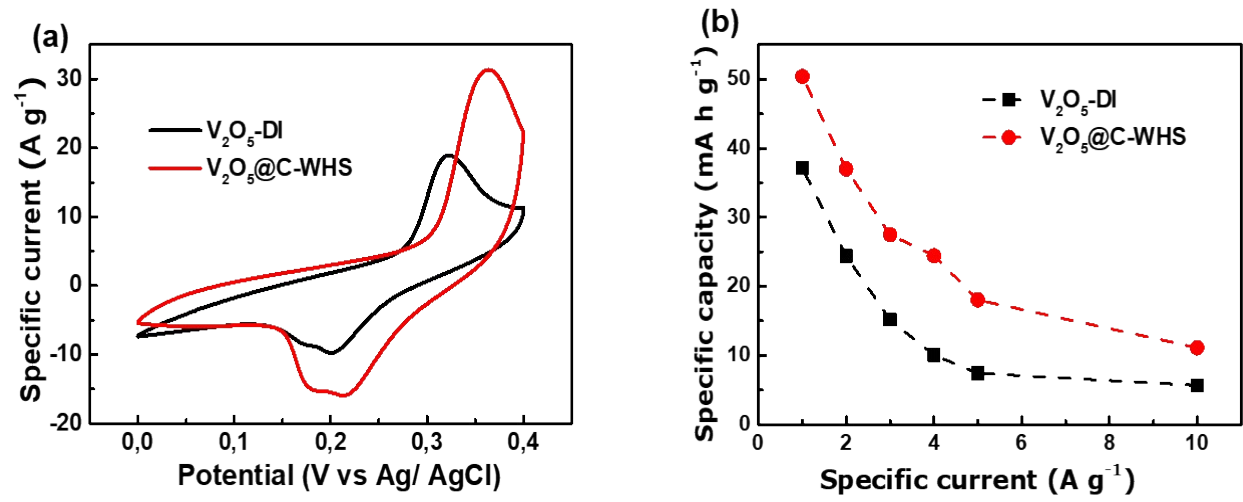 (a)
Specific current (A g⁻¹)
30
20
10
0
-10
-20
V₂O₅-DI
V₂O₅@C-WHS
0,0 0,1 0,2 0,3 0,4
Potential (V vs Ag/ AgCl)
(b)
Specific capacity (mA h g⁻¹)
50
40
30
20
10
0
V₂O₅-DI
V₂O₅@C-WHS
0 2 4 6 8 10
Specific current (A g⁻¹)